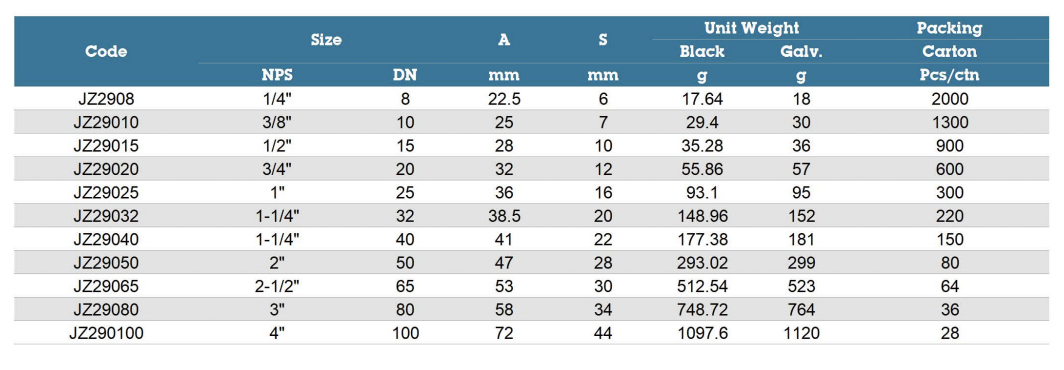 Code Size A S Unit Weight Packing
Black Galv. Carton
NPS DN mm mm g g Pcs/ctn
JZ2908 1/4" 8 22.5 6 17.64 18 2000
JZ29010 3/8" 10 25 7 29.4 30 1300
JZ29015 1/2" 15 28 10 35.28 36 900
JZ29020 3/4" 20 32 12 55.86 57 600
JZ29025 1" 25 36 16 93.1 95 300
JZ29032 1-1/4" 32 38.5 20 148.96 152 220
JZ29040 1-1/4" 40 41 22 177.38 181 150
JZ29050 2" 50 47 28 293.02 299 80
JZ29065 2-1/2" 65 53 30 512.54 523 64
JZ29080 3" 80 58 34 748.72 764 36
JZ290100 4" 100 72 44 1097.6 1120 28